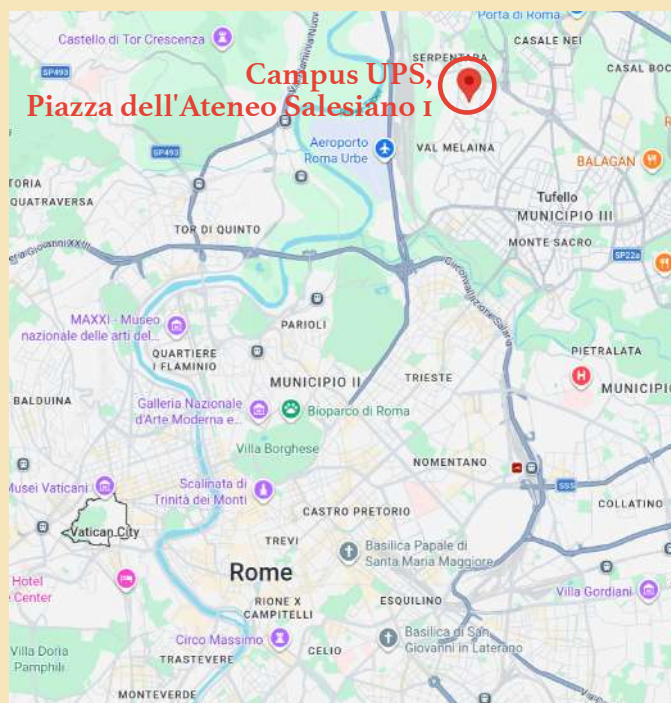 Porta di Roma
Castello di Tor Crescenza
SERPENTARA
CASALE NEI
SP493
Campus UPS,
Piazza dell'Ateneo Salesiano 1
CASAL BOC
Aeroporto
Roma Urbe
VAL MELAINA
BALAGAN
SP493
TORIA
QUATRAVERSA
Tufello
MUNICIPIO III
TOR DI QUINTO
MONTE SACRO
SP22a
Circonvallazione Salaria
MAXXI - Museo
nazionale delle arti del...
PARIOLI
QUARTIERE
I FLAMINIO
PIETRALATA
MUNICIPIO II
TRIESTE
MUNICIPIO
BALDUINA
Galleria Nazionale
d'Arte Moderna e...
Bioparco di Roma
Villa Borghese
NOMENTANO
Musei Vaticani
Scalinata di
Trinità dei Monti
SS5
COLLATINO
CASTRO PRETORIO
Vatican City
TREVI
Basilica Papale di
Santa Maria Maggiore
Rome
Hotel
Center
RIONE X
CAMPITELLI
ESQUILINO
Villa Gordiani
Circo Massimo
CELIO
Basilica di San
Giovanni in Laterano
Villa Doria
Pamphili
TRASTEVERE
MONTEVERDE